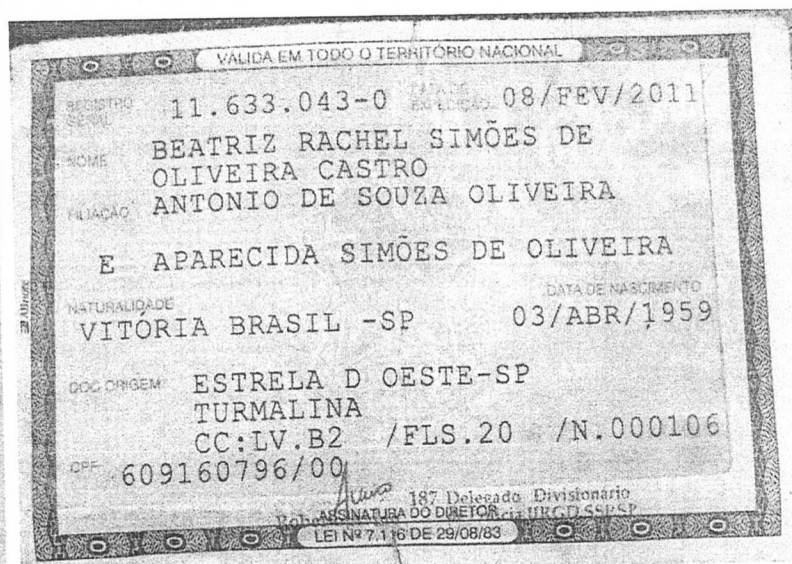 VÁLIDA EM TODO O TERRITÓRIO NACIONAL
REGISTRO GERAL 11.633.043-0 DATA DE EXPEDIÇÃO 08/FEV/2011
NOME BEATRIZ RACHEL SIMÕES DE
OLIVEIRA CASTRO
FILIAÇÃO ANTONIO DE SOUZA OLIVEIRA
E APARECIDA SIMÕES DE OLIVEIRA
NATURALIDADE DATA DE NASCIMENTO
VITÓRIA BRASIL -SP 03/ABR/1959
DOC ORIGEM ESTRELA D OESTE-SP
TURMALINA
CC:LV.B2 /FLS.20 /N.000106
CPF 609160796/00
187 Delegado Divisionário
ASSINATURA DO DIRETOR
LEI Nº 7.116 DE 29/08/83